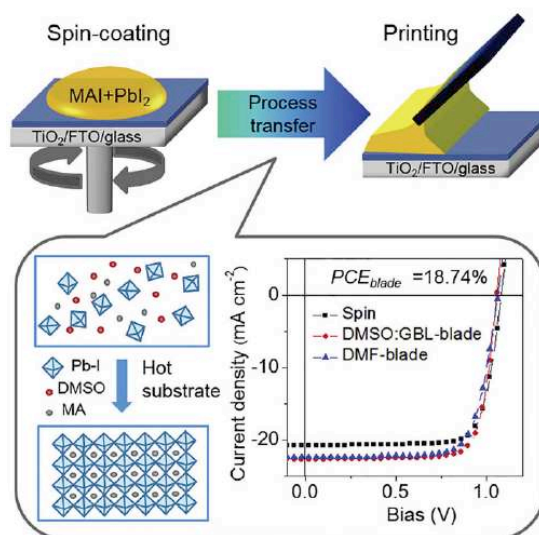 Spin-coating
Printing
MAI+PbI₂
TiO₂/FTO/glass
Process
transfer
TiO₂/FTO/glass
Pb-I
DMSO
MA
Hot
substrate
PCE_blade =18.74%
Spin
DMSO:GBL-blade
DMF-blade
0
-10
-20
Current density (mA cm⁻²)
0.0
0.5
1.0
Bias (V)